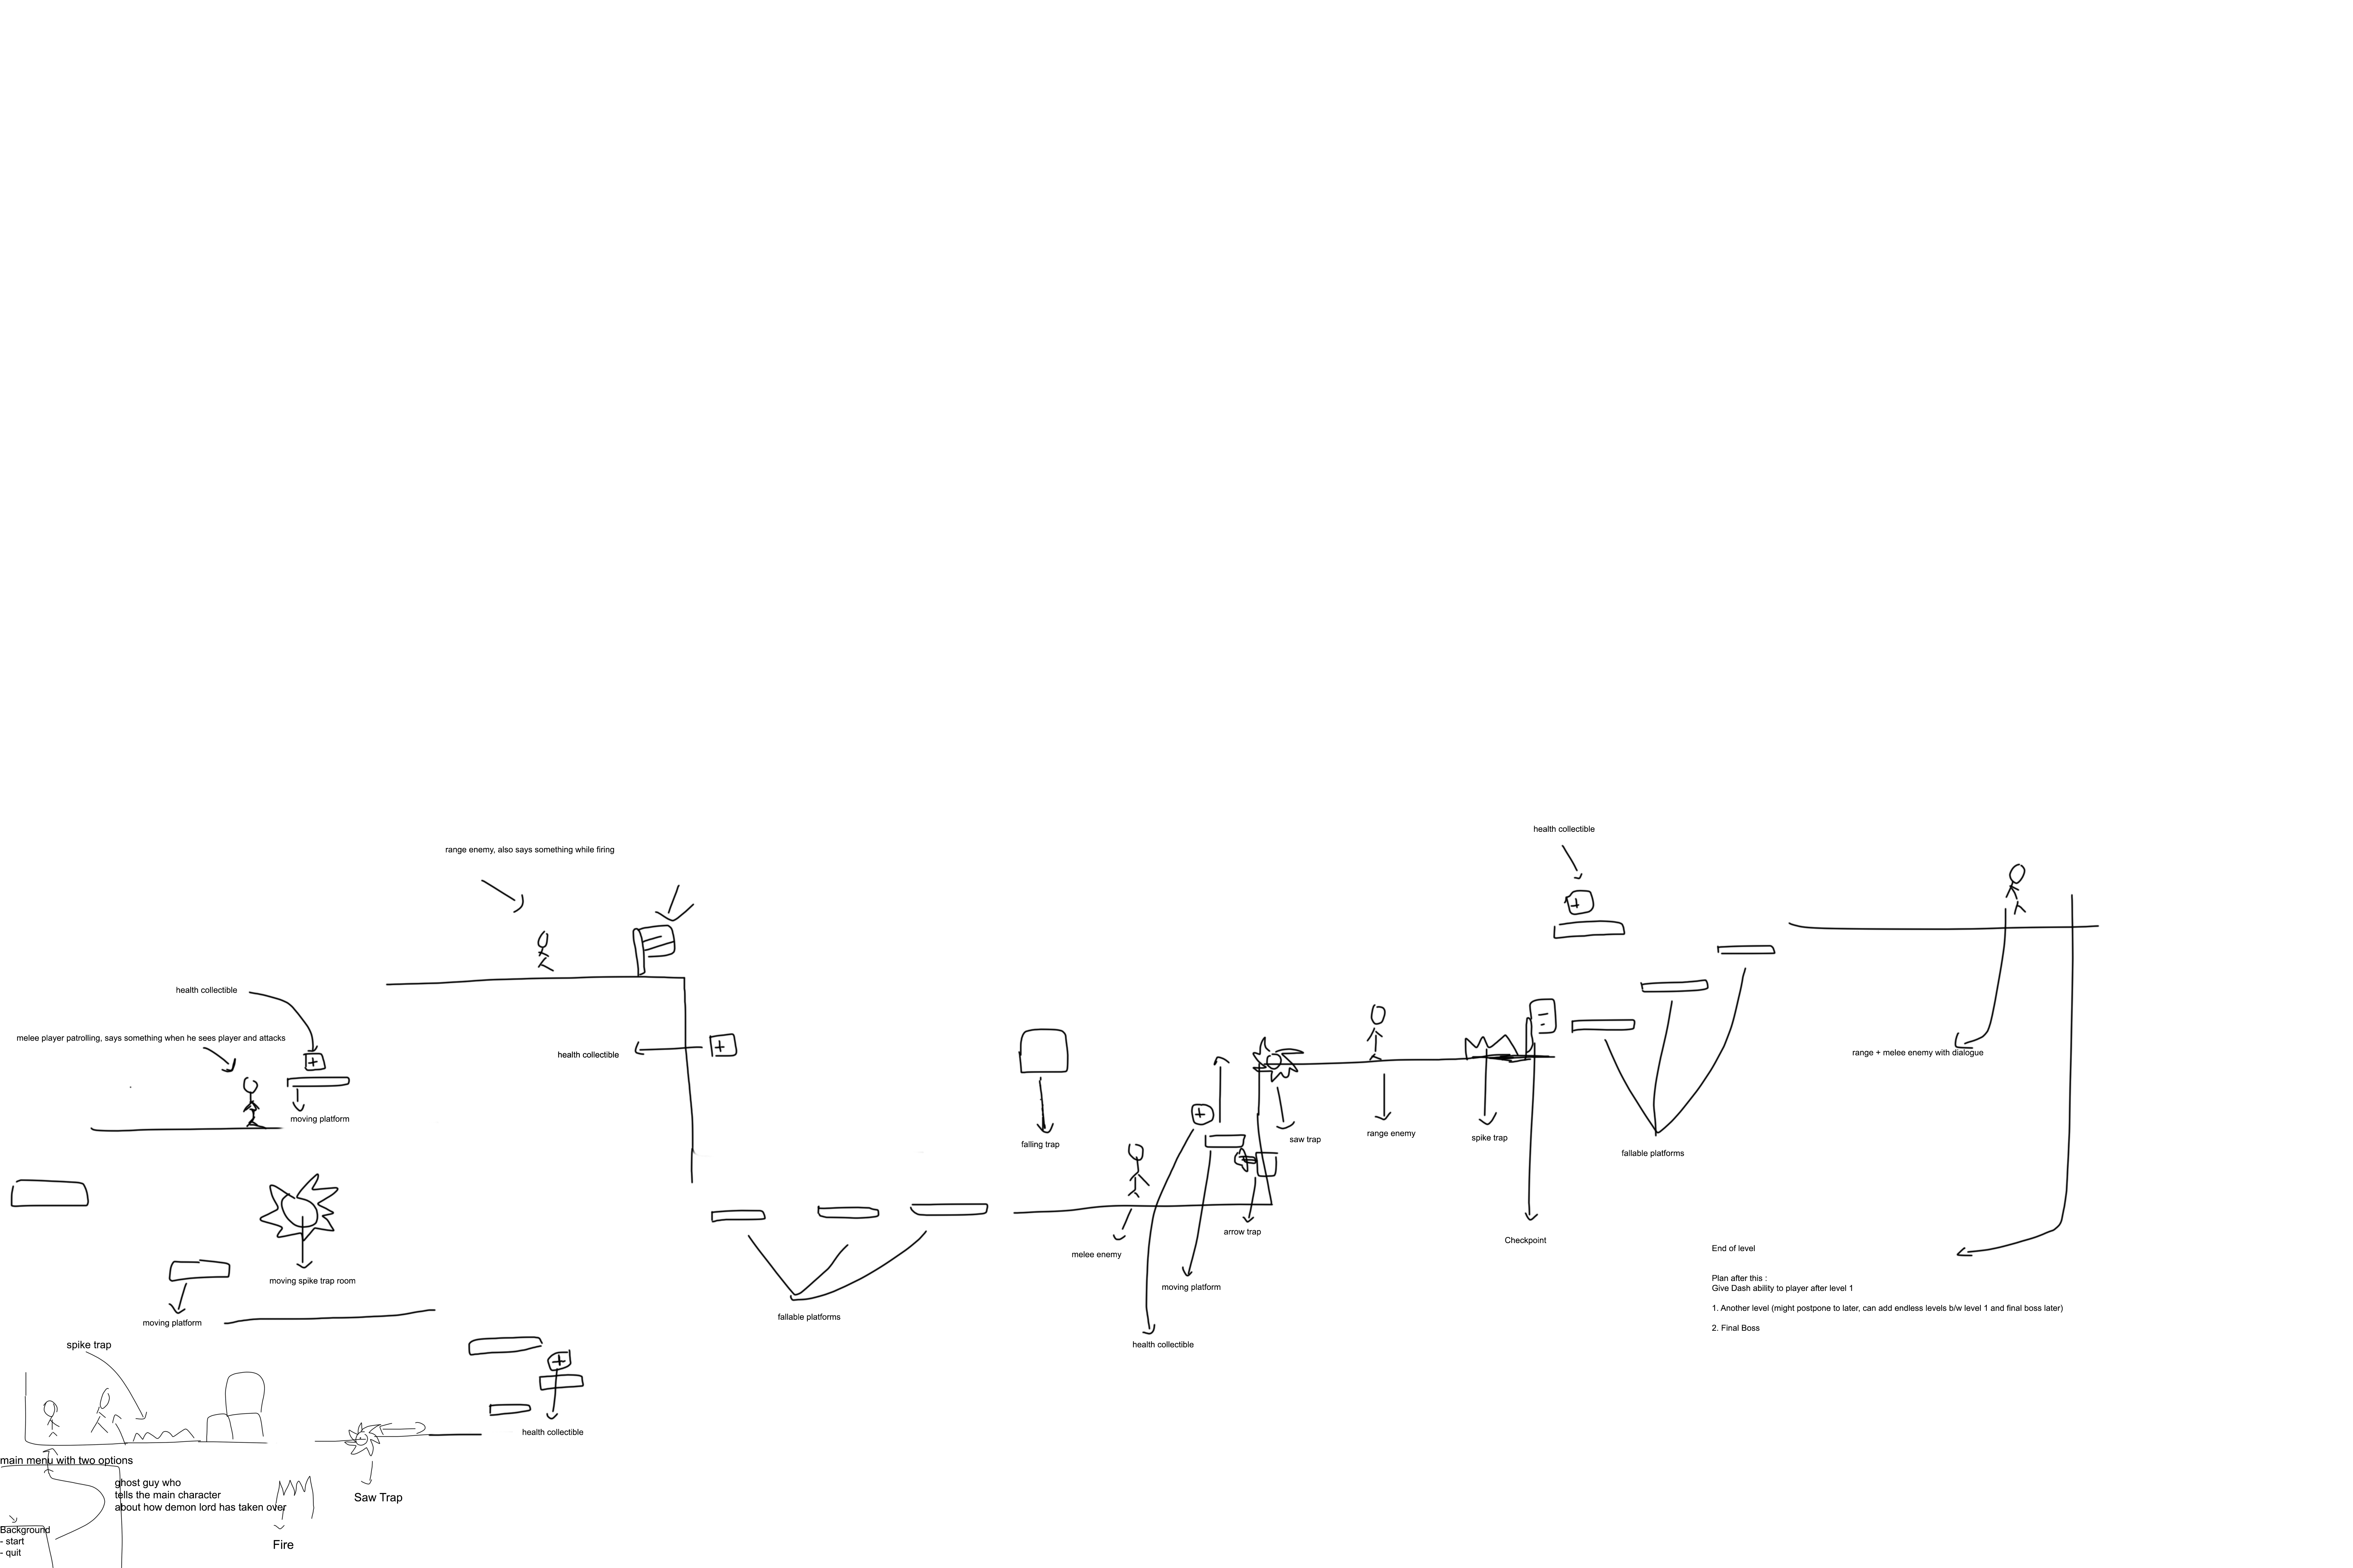 health collectible
range enemy, also says something while firing
health collectible
melee player patrolling, says something when he sees player and attacks
moving platform
health collectible
falling trap
saw trap
range enemy
spike trap
fallable platforms
range + melee enemy with dialogue
melee enemy
arrow trap
Checkpoint
moving platform
health collectible
fallable platforms
moving spike trap room
moving platform
End of level
Plan after this :
Give Dash ability to player after level 1
1. Another level (might postpone to later, can add endless levels b/w level 1 and final boss later)
2. Final Boss
spike trap
health collectible
main menu with two options
ghost guy who
tells the main character
about how demon lord has taken over
Saw Trap
Fire
Background
- start
- quit